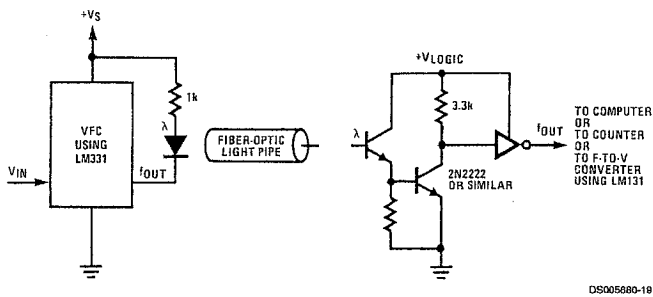 +VS
1k
λ
VFC
USING
LM331
VIN
fOUT
FIBER-OPTIC
LIGHT PIPE
+VLOGIC
3.3k
λ
2N2222
OR SIMILAR
fOUT
TO COMPUTER
OR
TO COUNTER
OR
TO F-TO-V
CONVERTER
USING LM131
DS005680-19